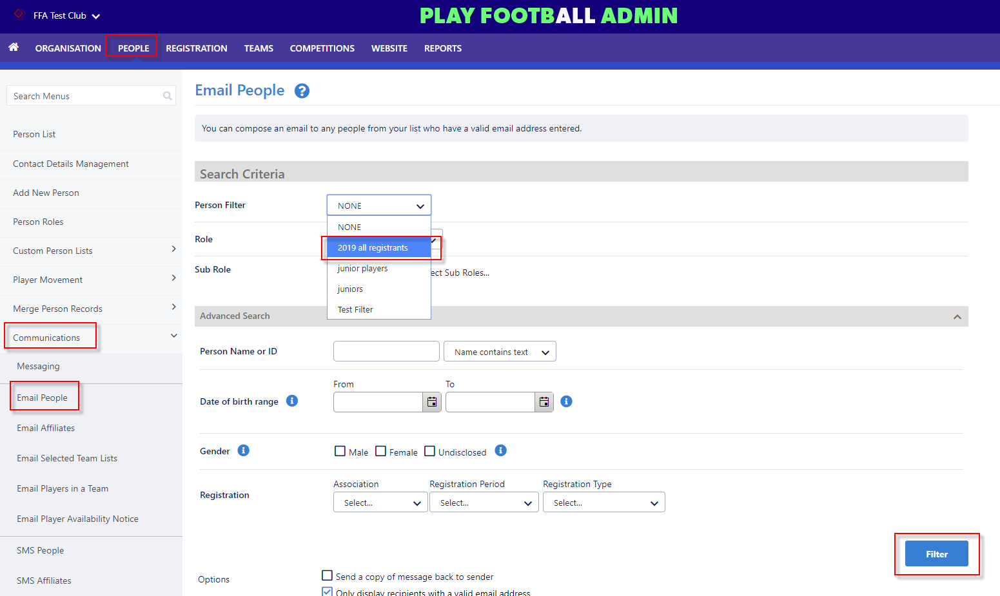 FFA Test Club
PLAY FOOTBALL ADMIN
ORGANISATION PEOPLE REGISTRATION TEAMS COMPETITIONS WEBSITE REPORTS
Search Menus
Person List
Contact Details Management
Add New Person
Person Roles
Custom Person Lists
Player Movement
Merge Person Records
Communications
Messaging
Email People
Email Affiliates
Email Selected Team Lists
Email Players in a Team
Email Player Availability Notice
SMS People
SMS Affiliates
Email People ?
You can compose an email to any people from your list who have a valid email address entered.
Search Criteria
Person Filter NONE
NONE
2019 all registrants
junior players
juniors
Test Filter
Role
Sub Role ect Sub Roles...
Advanced Search
Person Name or ID Name contains text
From To
Date of birth range
Gender Male Female Undisclosed
Association Registration Period Registration Type
Registration Select... Select... Select...
Filter
Options Send a copy of message back to sender
Only display recipients with a valid email address